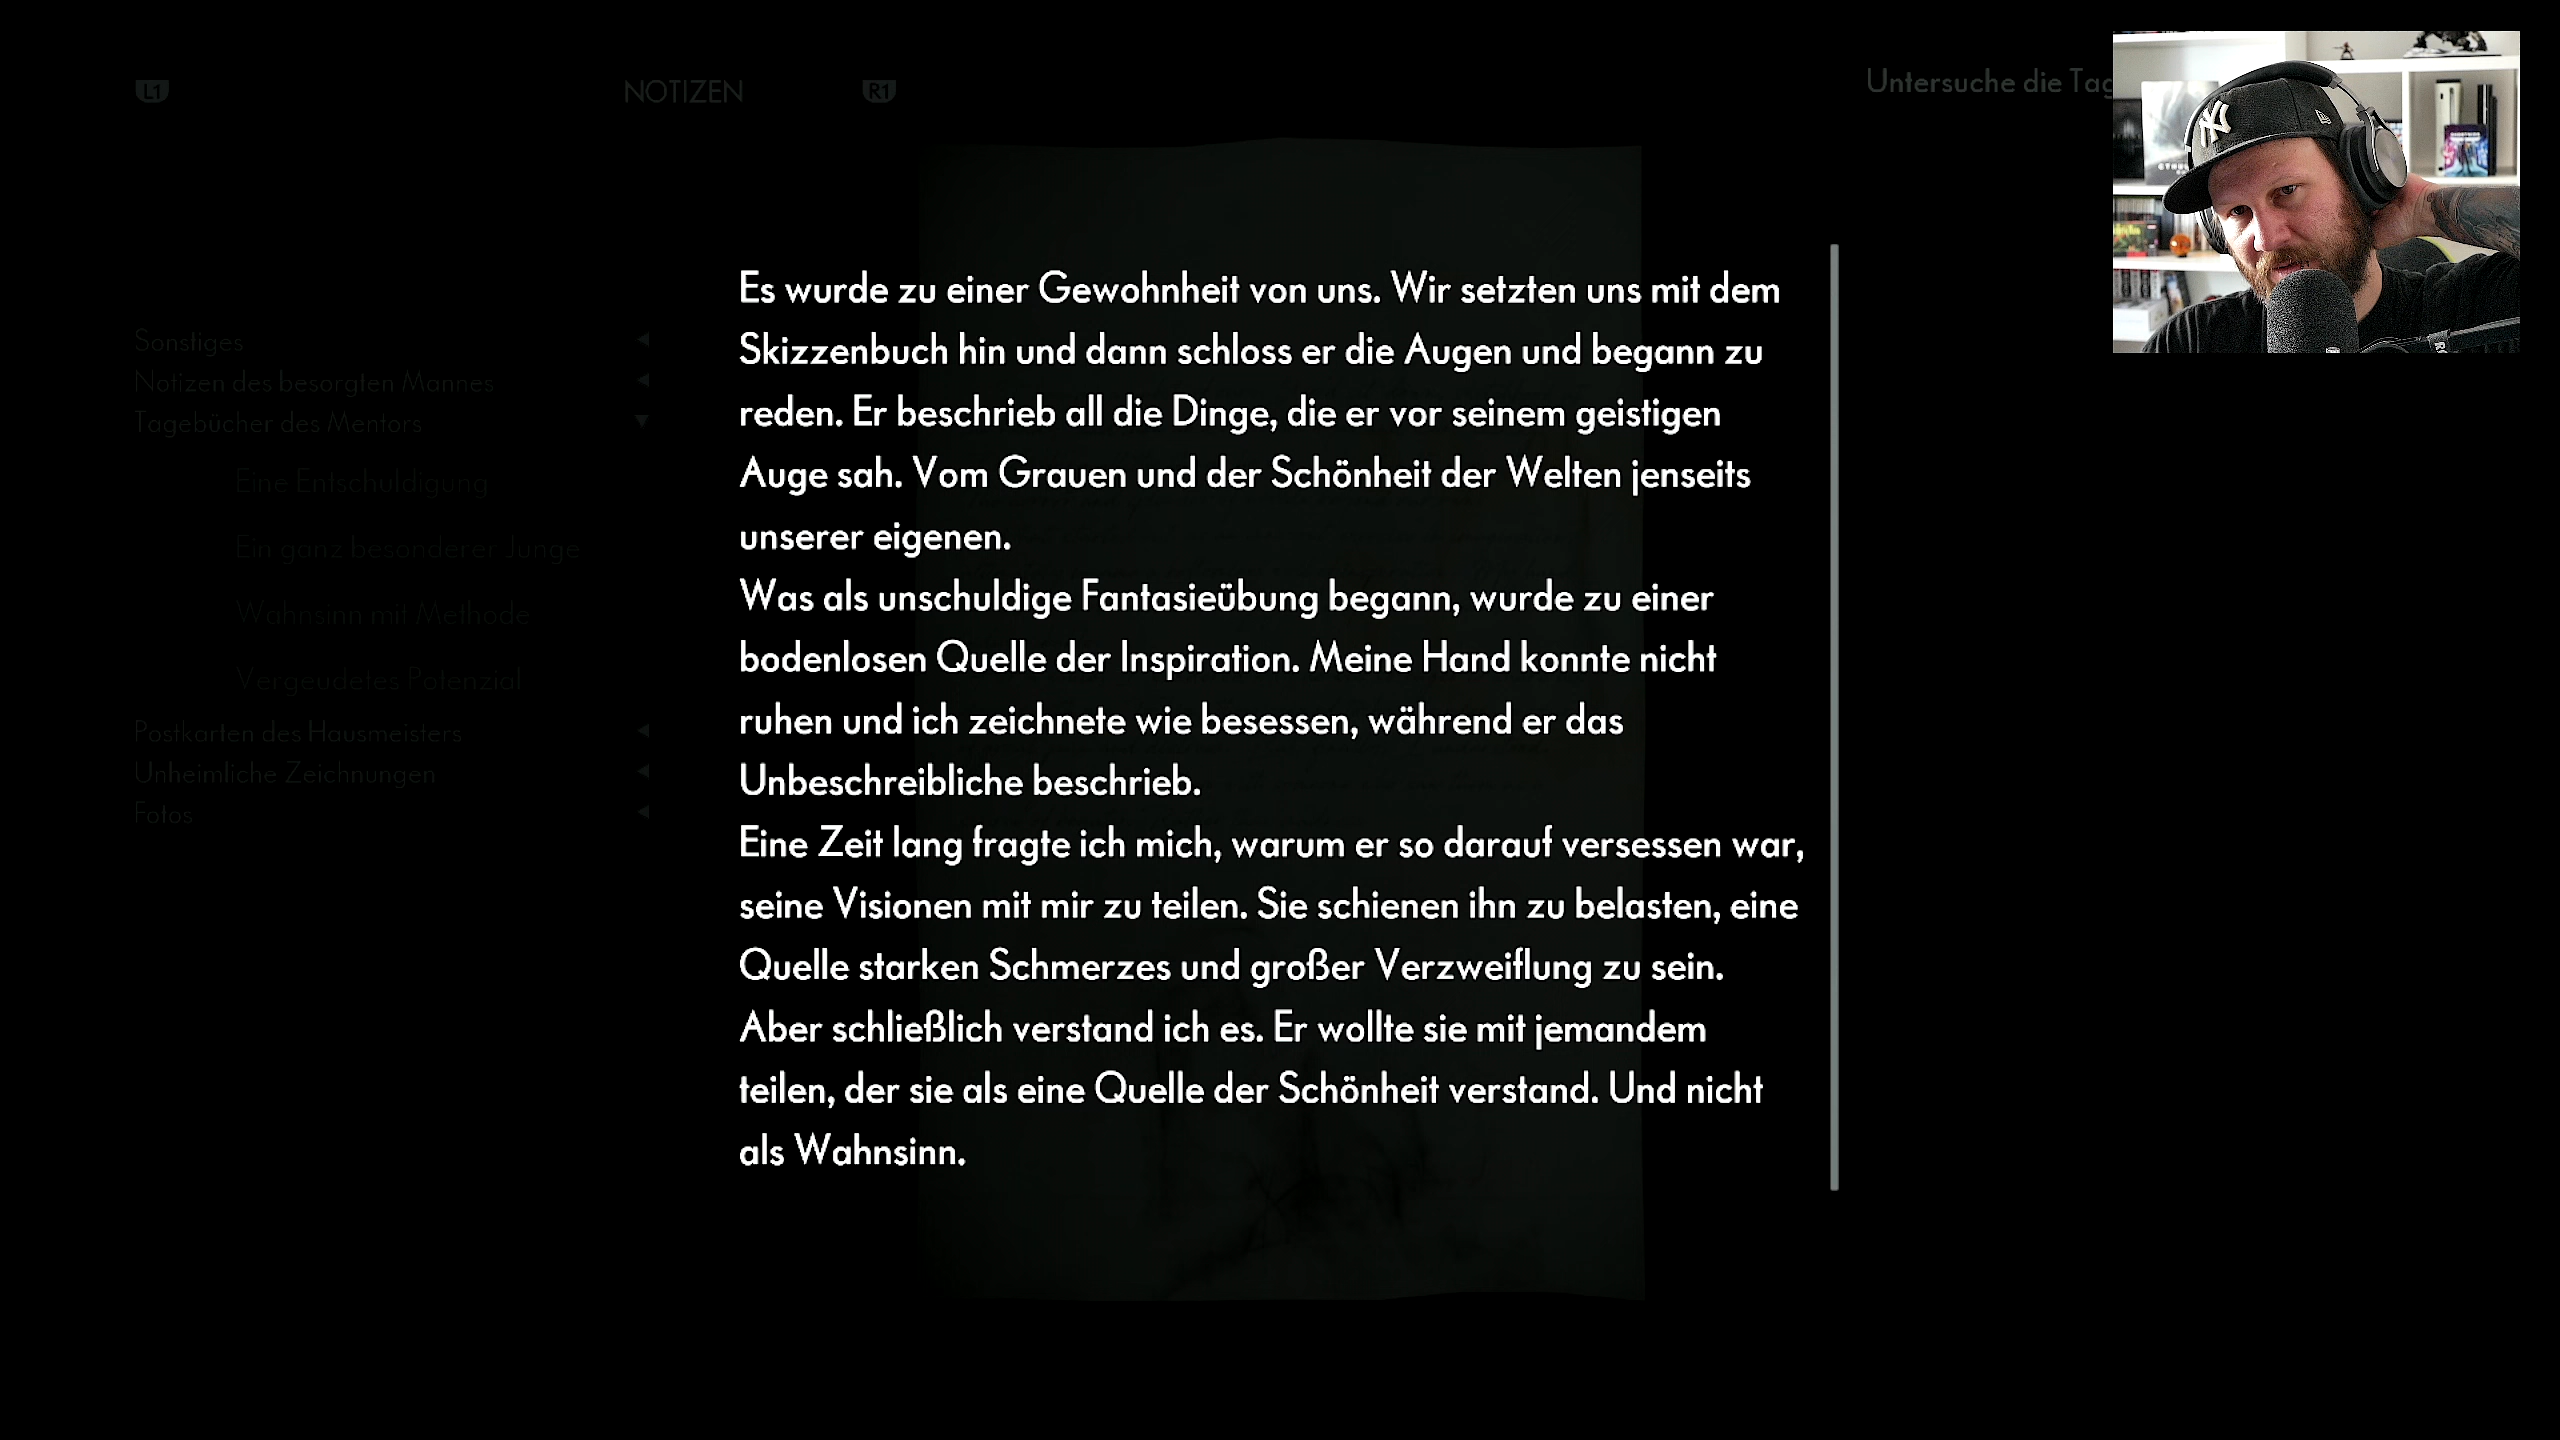 L1
NOTIZEN
R1
Untersuche die Tag
Sonstiges
Notizen des besorgten Mannes
Tagebücher des Mentors
Eine Entschuldigung
Ein ganz besonderer Junge
Wahnsinn mit Methode
Vergeudetes Potenzial
Postkarten des Hausmeisters
Unheimliche Zeichnungen
Fotos
Es wurde zu einer Gewohnheit von uns. Wir setzten uns mit dem
Skizzenbuch hin und dann schloss er die Augen und begann zu
reden. Er beschrieb all die Dinge, die er vor seinem geistigen
Auge sah. Vom Grauen und der Schönheit der Welten jenseits
unserer eigenen.
Was als unschuldige Fantasieübung begann, wurde zu einer
bodenlosen Quelle der Inspiration. Meine Hand konnte nicht
ruhen und ich zeichnete wie besessen, während er das
Unbeschreibliche beschrieb.
Eine Zeit lang fragte ich mich, warum er so darauf versessen war,
seine Visionen mit mir zu teilen. Sie schienen ihn zu belasten, eine
Quelle starken Schmerzes und großer Verzweiflung zu sein.
Aber schließlich verstand ich es. Er wollte sie mit jemandem
teilen, der sie als eine Quelle der Schönheit verstand. Und nicht
als Wahnsinn.